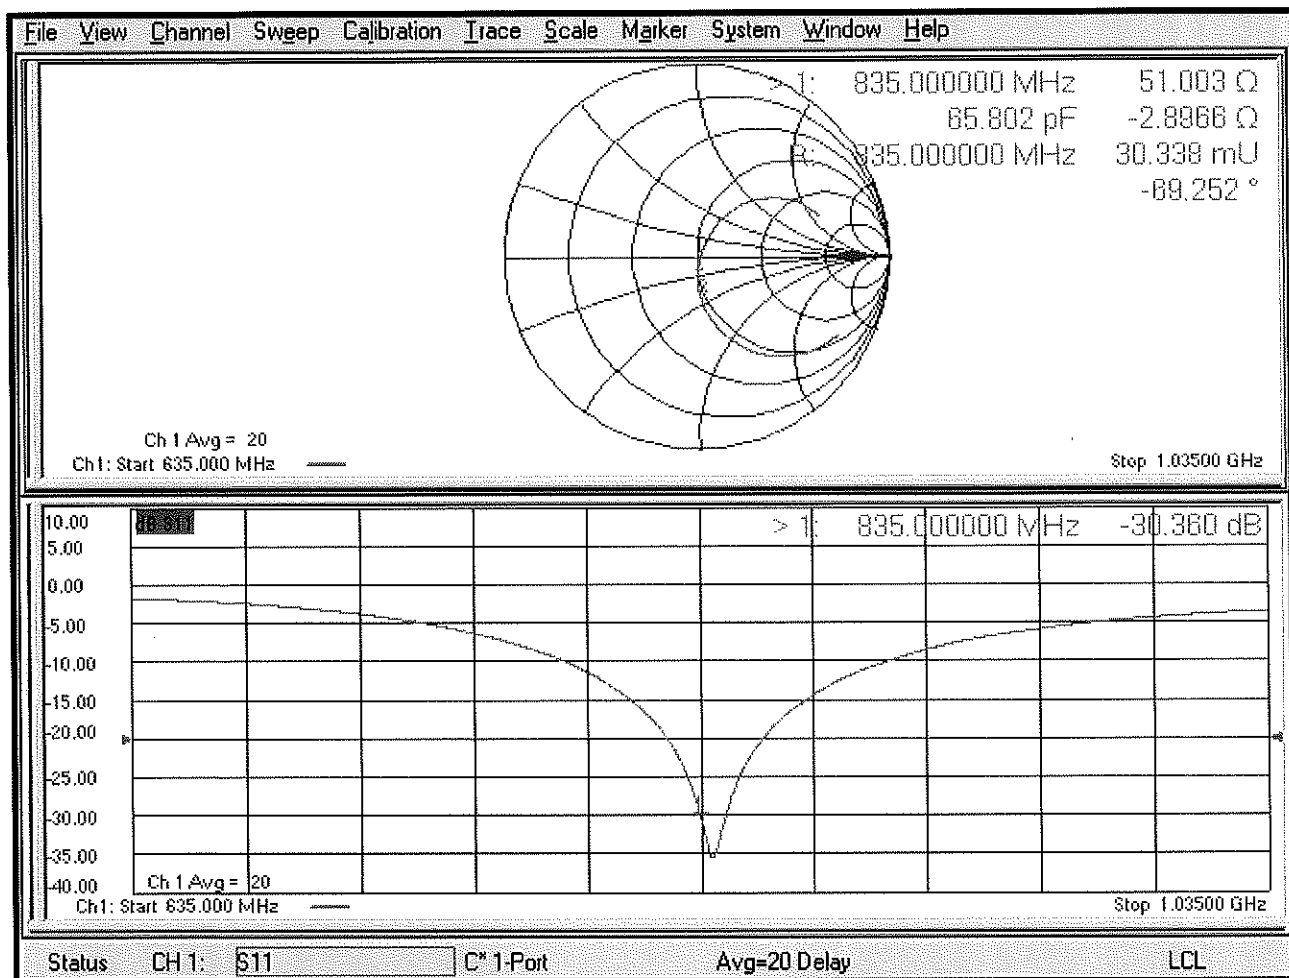 File View Channel Sweep Calibration Trace Scale Marker System Window Help
> 1: 835.000000 MHz 51.003 Ω
65.802 pF -2.8966 Ω
R: 835.000000 MHz 30.338 mU
-69.252 °
Ch 1 Avg = 20
Ch1: Start 635.000 MHz
Stop 1.03500 GHz
10.00
dB S11
> 1: 835.000000 MHz -30.360 dB
5.00
0.00
-5.00
-10.00
-15.00
-20.00
-25.00
-30.00
-35.00
-40.00
Ch 1 Avg = 20
Ch1: Start 635.000 MHz
Stop 1.03500 GHz
Status CH 1: S11 C* 1-Port Avg=20 Delay LCL